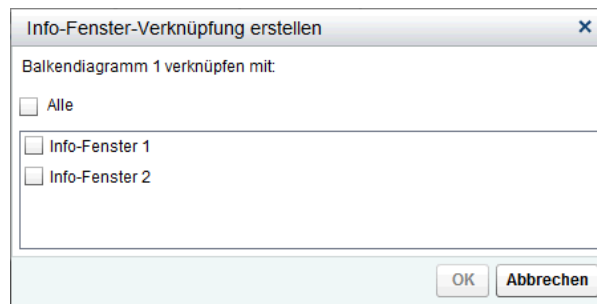 Info-Fenster-Verknüpfung erstellen
Balkendiagramm 1 verknüpfen mit:
Alle
Info-Fenster 1
Info-Fenster 2
OK Abbrechen